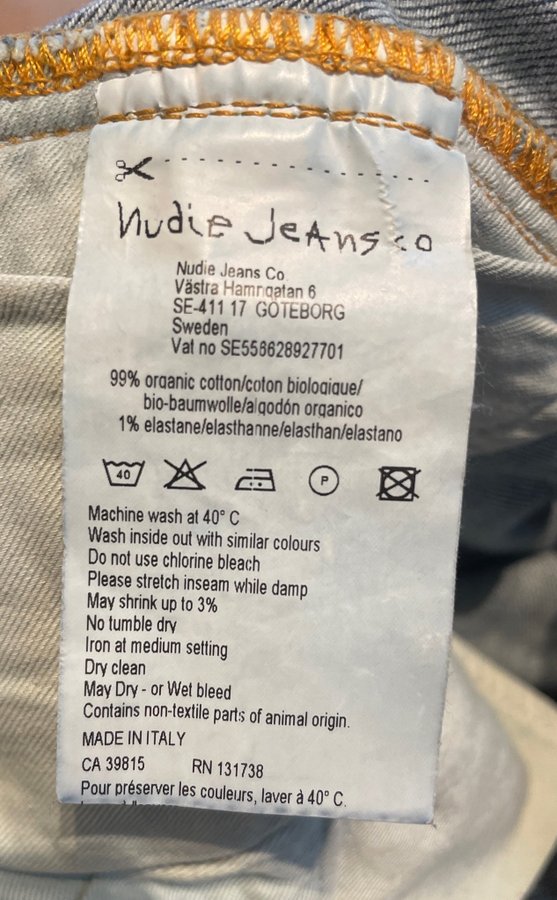 nudie jeans co
Nudie Jeans Co
Västra Hamngatan 6
SE-411 17 GÖTEBORG
Sweden
Vat no SE558628927701
99% organic cotton/coton biologique/
bio-baumwolle/algodón organico
1% elastane/elasthanne/elasthan/elastano
40
P
Machine wash at 40° C
Wash inside out with similar colours
Do not use chlorine bleach
Please stretch inseam while damp
May shrink up to 3%
No tumble dry
Iron at medium setting
Dry clean
May Dry - or Wet bleed
Contains non-textile parts of animal origin.
MADE IN ITALY
CA 39815 RN 131738
Pour préserver les couleurs, laver à 40° C.